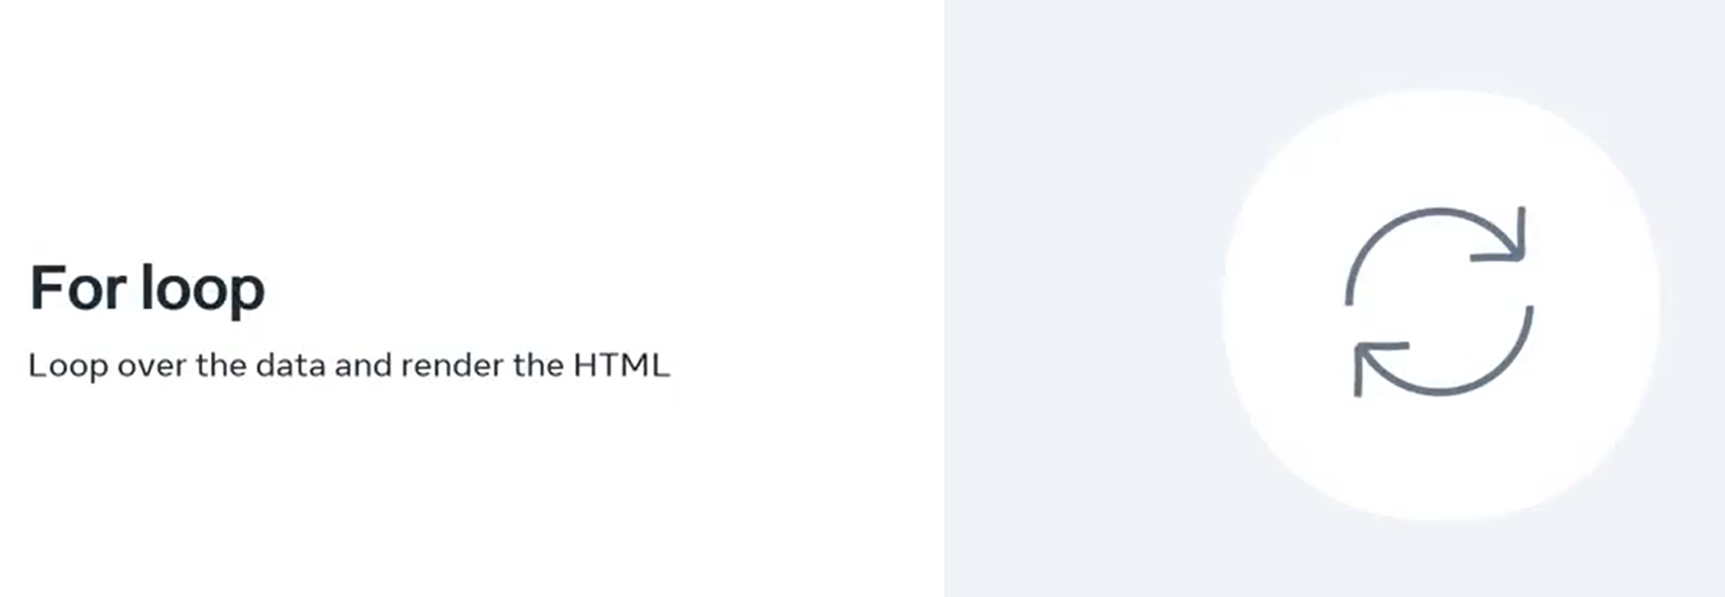 For loop
Loop over the data and render the HTML